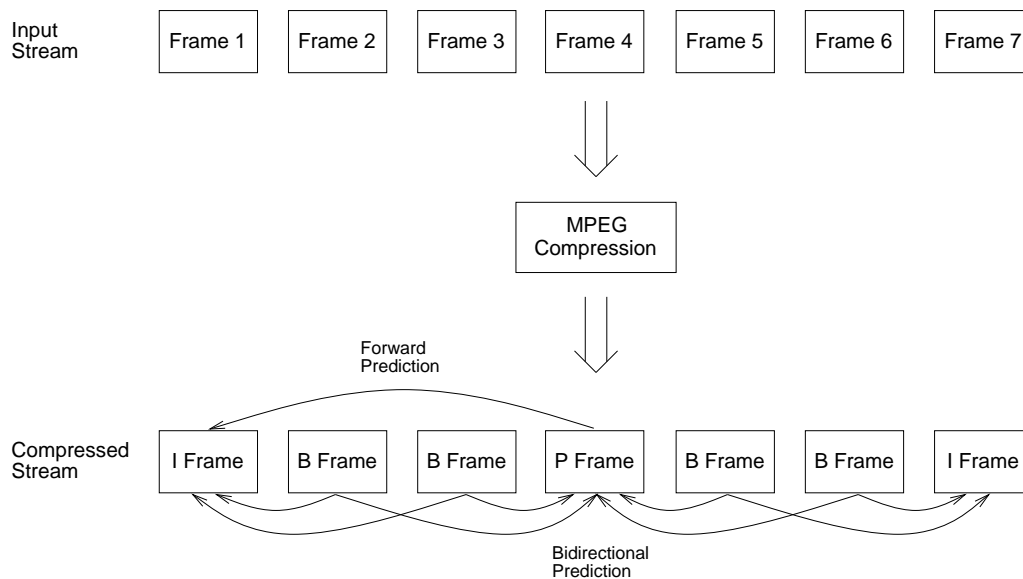 Input
Stream
Frame 1 Frame 2 Frame 3 Frame 4 Frame 5 Frame 6 Frame 7
MPEG
Compression
Forward
Prediction
Compressed
Stream
I Frame B Frame B Frame P Frame B Frame B Frame I Frame
Bidirectional
Prediction